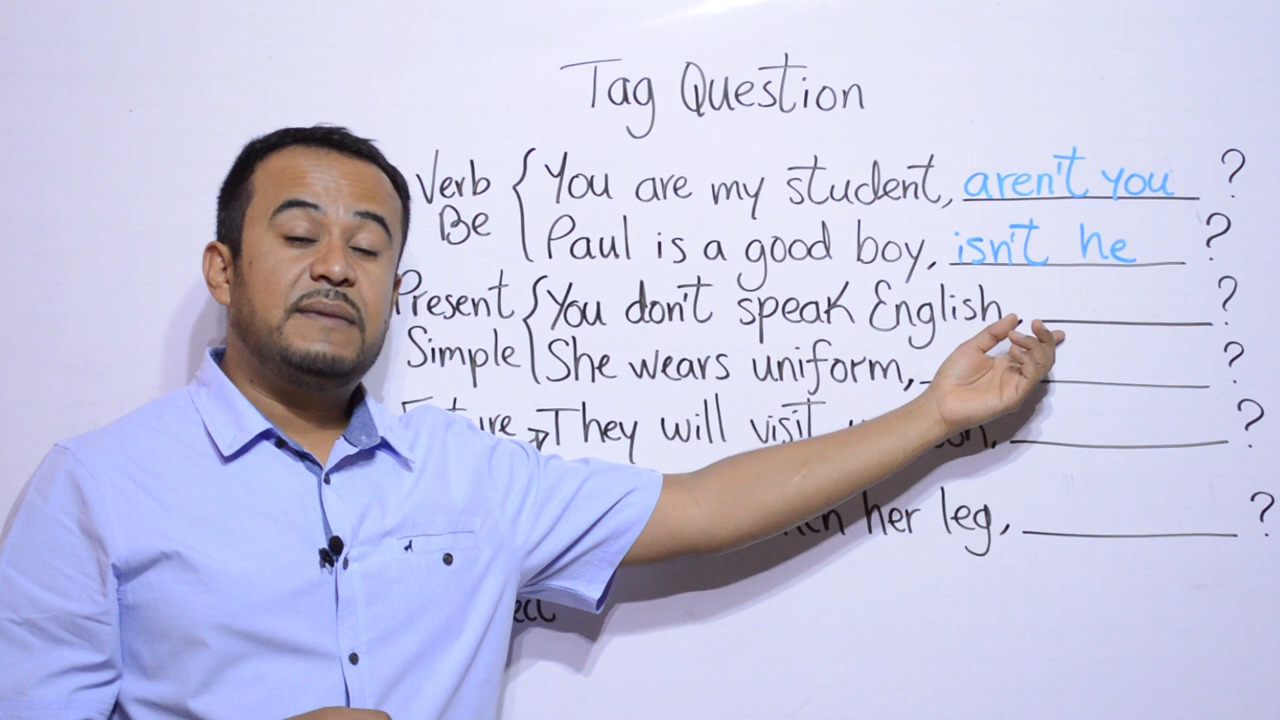 Tag Question
Verb Be
You are my student, aren't you ?
Paul is a good boy, isn't he ?
Present Simple
You don't speak English, ?
She wears uniform, ?
They will visit ?
her leg, ?